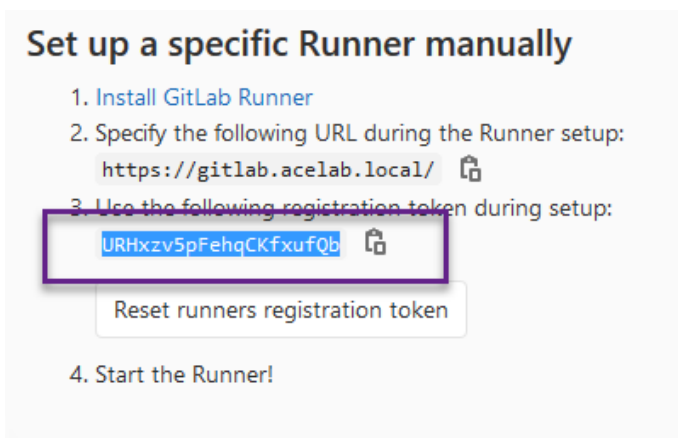 Set up a specific Runner manually
1. Install GitLab Runner
2. Specify the following URL during the Runner setup:
https://gitlab.acelab.local/
3. Use the following registration token during setup:
URHxzv5pFehqCKfxufQb
Reset runners registration token
4. Start the Runner!